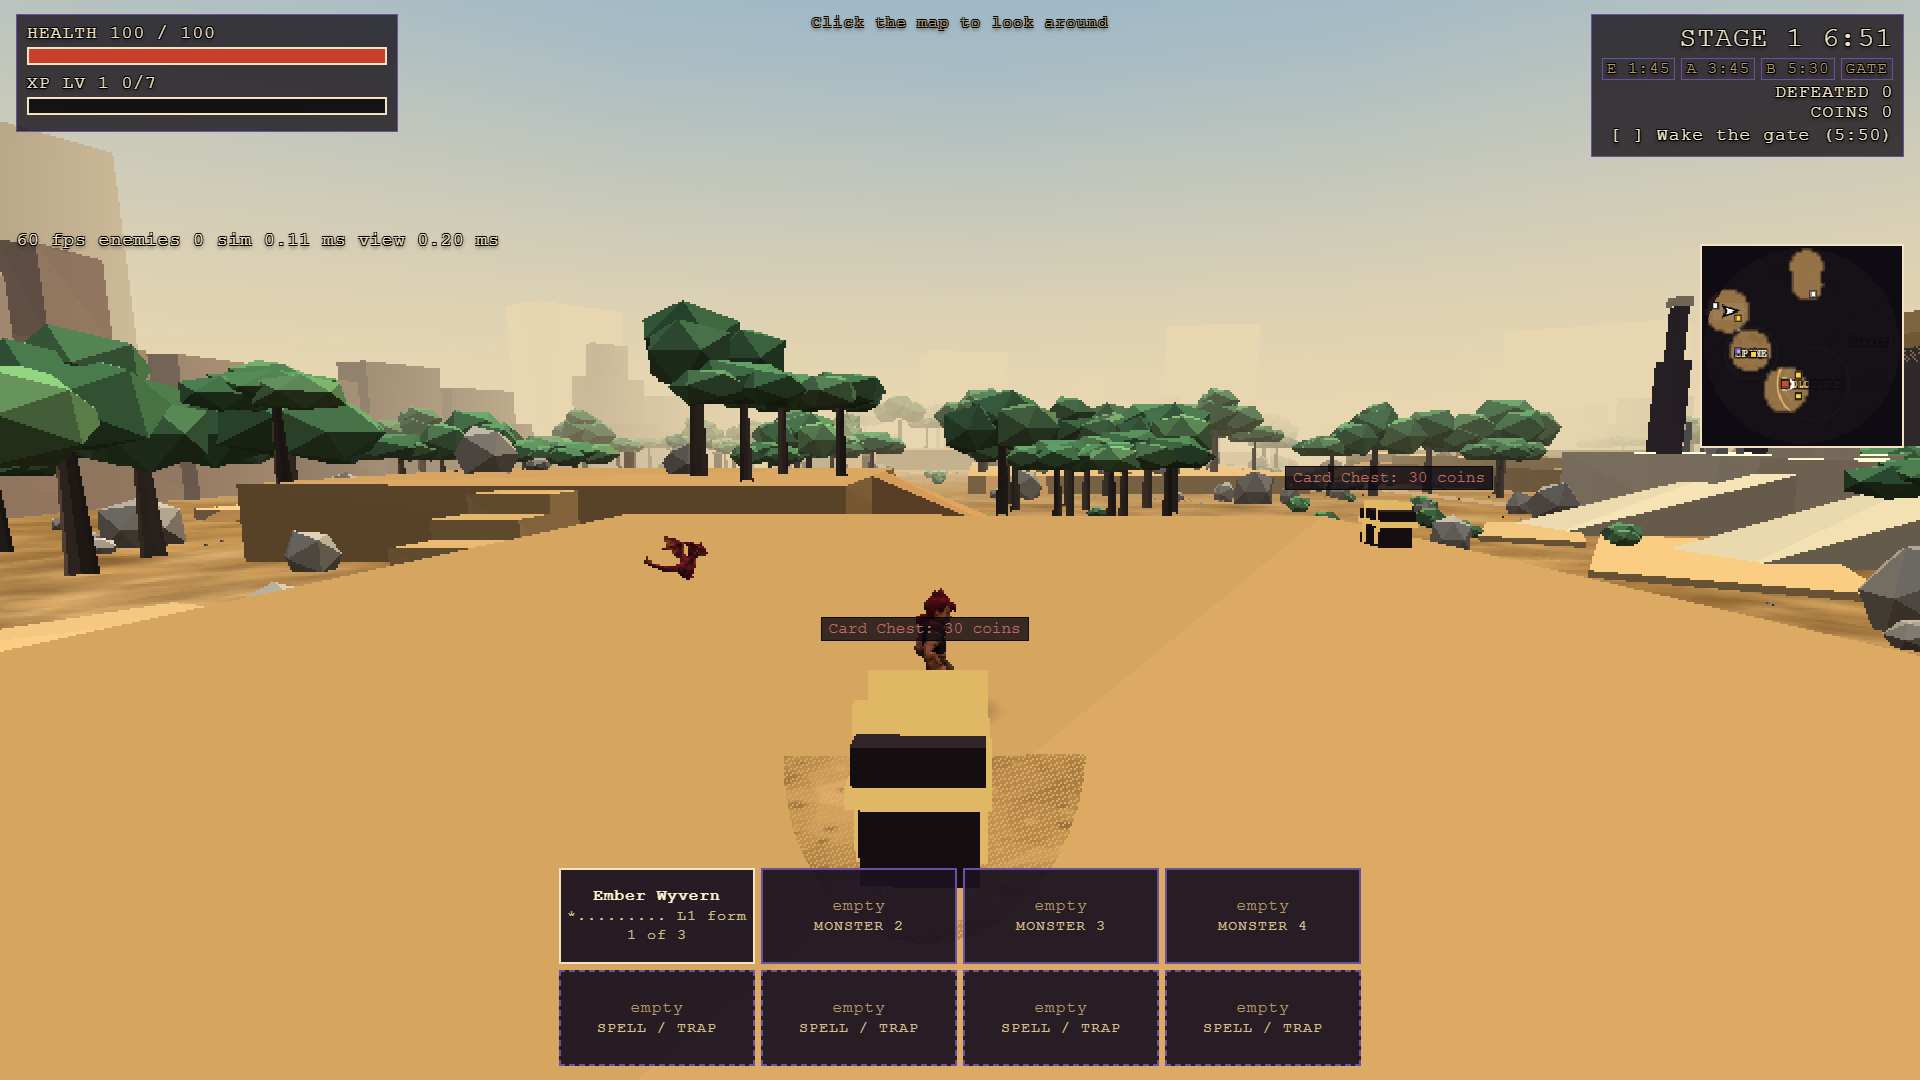 Click the map to look around
HEALTH 100 / 100
XP LV 1 0/7
STAGE 1 6:51
E 1:45 A 3:45 B 5:30 GATE
DEFEATED 0
COINS 0
[ ] Wake the gate (5:50)
60 fps enemies 0 sim 0.11 ms view 0.20 ms
Card Chest: 30 coins
Card Chest: 30 coins
Ember Wyvern
*......... L1 form
1 of 3
empty
MONSTER 2
empty
MONSTER 3
empty
MONSTER 4
empty
SPELL / TRAP
empty
SPELL / TRAP
empty
SPELL / TRAP
empty
SPELL / TRAP